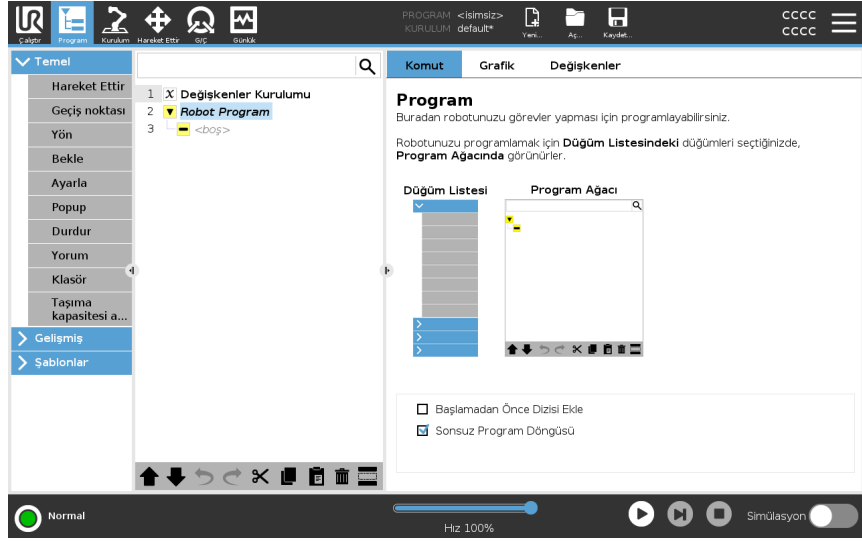 PROGRAM <isimsiz>
KURULUM default*
Çalıştır Program Kurulum Hareket Ettir G/Ç Günlük Yeni... Aç... Kaydet...
cccc
cccc
Temel
Hareket Ettir
Geçiş noktası
Yön
Bekle
Ayarla
Popup
Durdur
Yorum
Klasör
Taşıma
kapasitesi a...
Gelişmiş
Şablonlar
1 X Değişkenler Kurulumu
2 Robot Program
3 <boş>
Komut Grafik Değişkenler
Program
Buradan robotunuzu görevler yapması için programlayabilirsiniz.
Robotunuzu programlamak için Düğüm Listesindeki düğümleri seçtiğinizde,
Program Ağacında görünürler.
Düğüm Listesi Program Ağacı
Başlamadan Önce Dizisi Ekle
Sonsuz Program Döngüsü
Normal
Hız 100%
Simülasyon